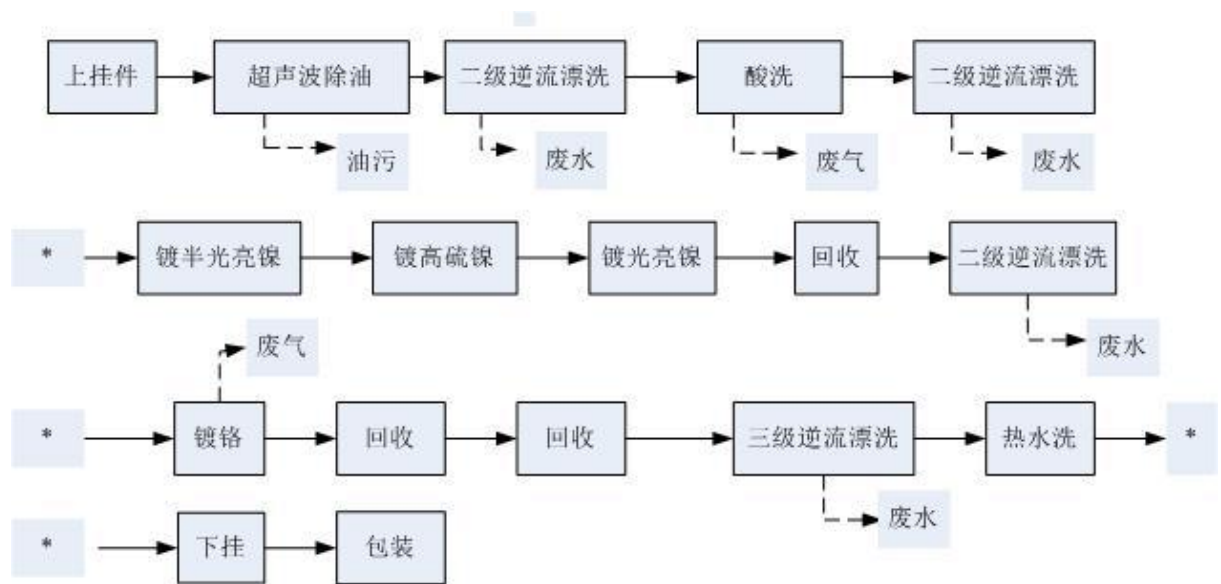 上挂件 超声波除油 二级逆流漂洗 酸洗 二级逆流漂洗
油污 废水 废气 废水
* 镀半光亮镍 镀高硫镍 镀光亮镍 回收 二级逆流漂洗
废气 废水
* 镀铬 回收 回收 三级逆流漂洗 热水洗 *
废水
* 下挂 包装